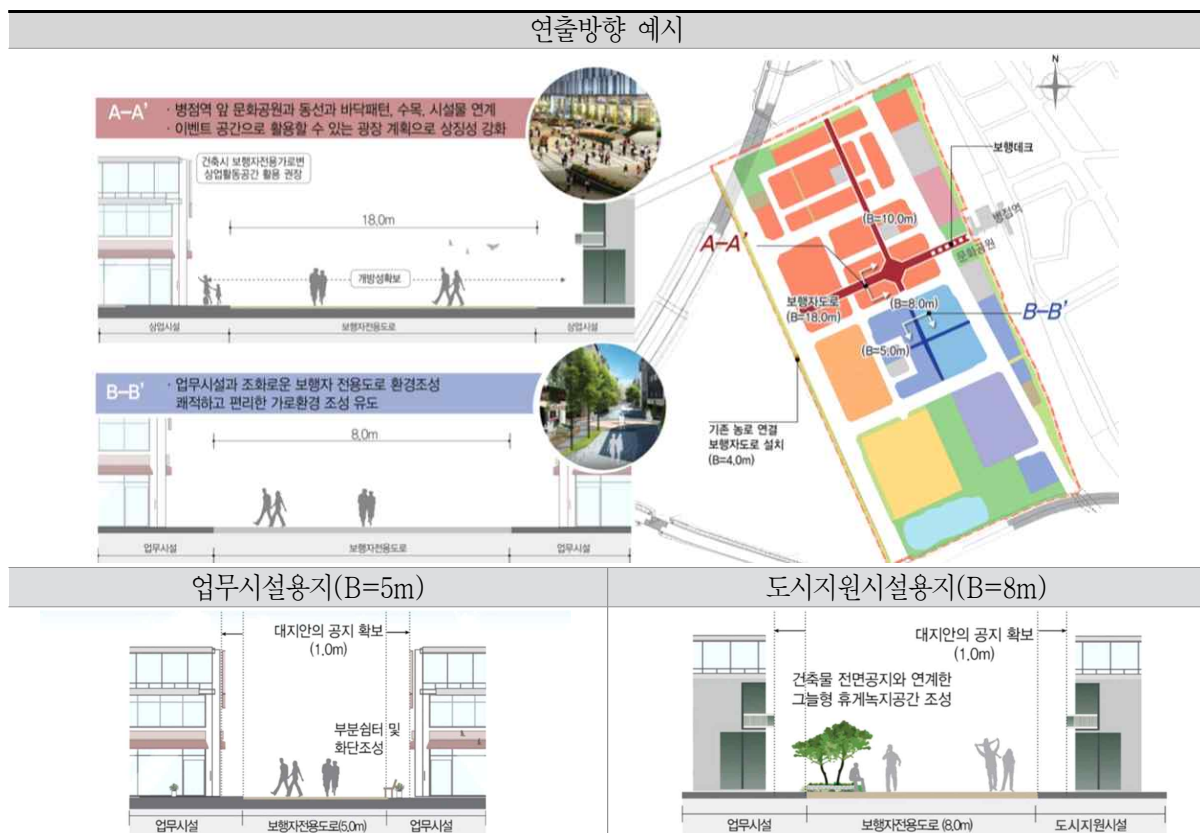 연출방향 예시
A-A'
· 병점역 앞 문화공원과 동선과 바닥패턴, 수목, 시설물 연계
· 이벤트 공간으로 활용할 수 있는 광장 계획으로 상징성 강화
건축시 보행자전용가로변
상업활동공간 활용 권장
18.0m
개방성확보
상업시설
보행자전용도로
상업시설
B-B'
· 업무시설과 조화로운 보행자 전용도로 환경조성
쾌적하고 편리한 가로환경 조성 유도
8.0m
업무시설
보행자전용도로
업무시설
N
보행데크
병점역
(B=10.0m)
A-A'
문화공원
보행자도로
(B=18.0m)
(B=8.0m)
B-B'
(B=5.0m)
기존 농로 연결
보행자도로 설치
(B=4.0m)
업무시설용지(B=5m)
대지안의 공지 확보
(1.0m)
부분쉼터 및
화단조성
업무시설
보행자전용도로(5.0m)
업무시설
도시지원시설용지(B=8m)
대지안의 공지 확보
(1.0m)
건축물 전면공지와 연계한
그늘형 휴게녹지공간 조성
업무시설
보행자전용도로 (8.0m)
도시지원시설